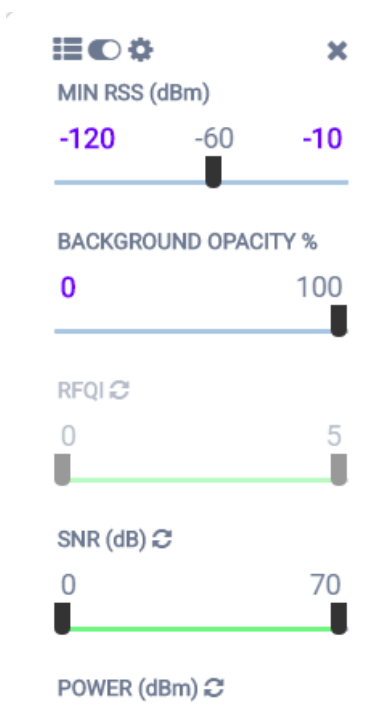 MIN RSS (dBm)
-120 -60 -10
BACKGROUND OPACITY %
0 100
RFQI
0 5
SNR (dB)
0 70
POWER (dBm)